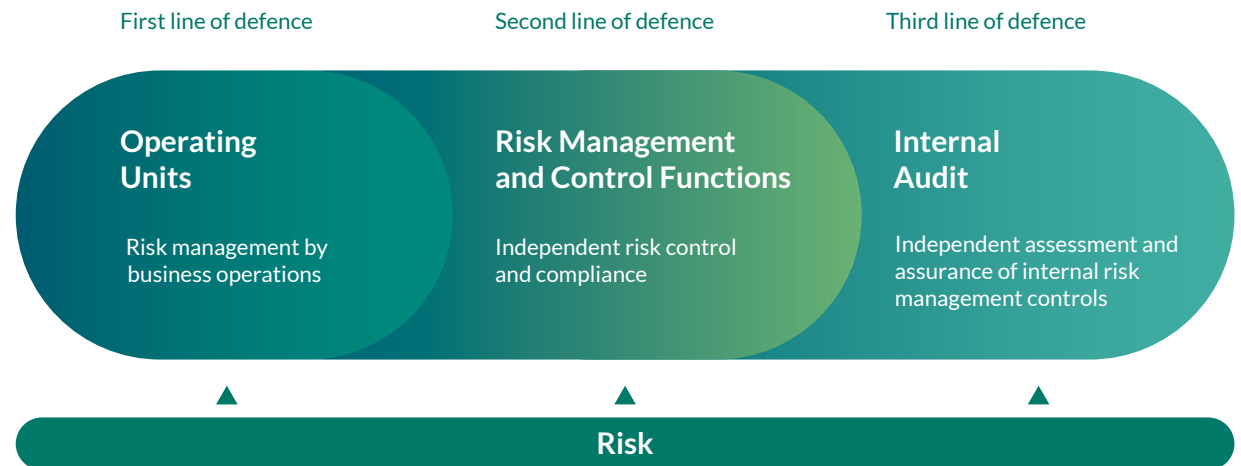 First line of defence
Second line of defence
Third line of defence
Operating
Units
Risk management by
business operations
Risk Management
and Control Functions
Independent risk control
and compliance
Internal
Audit
Independent assessment and
assurance of internal risk
management controls
Risk